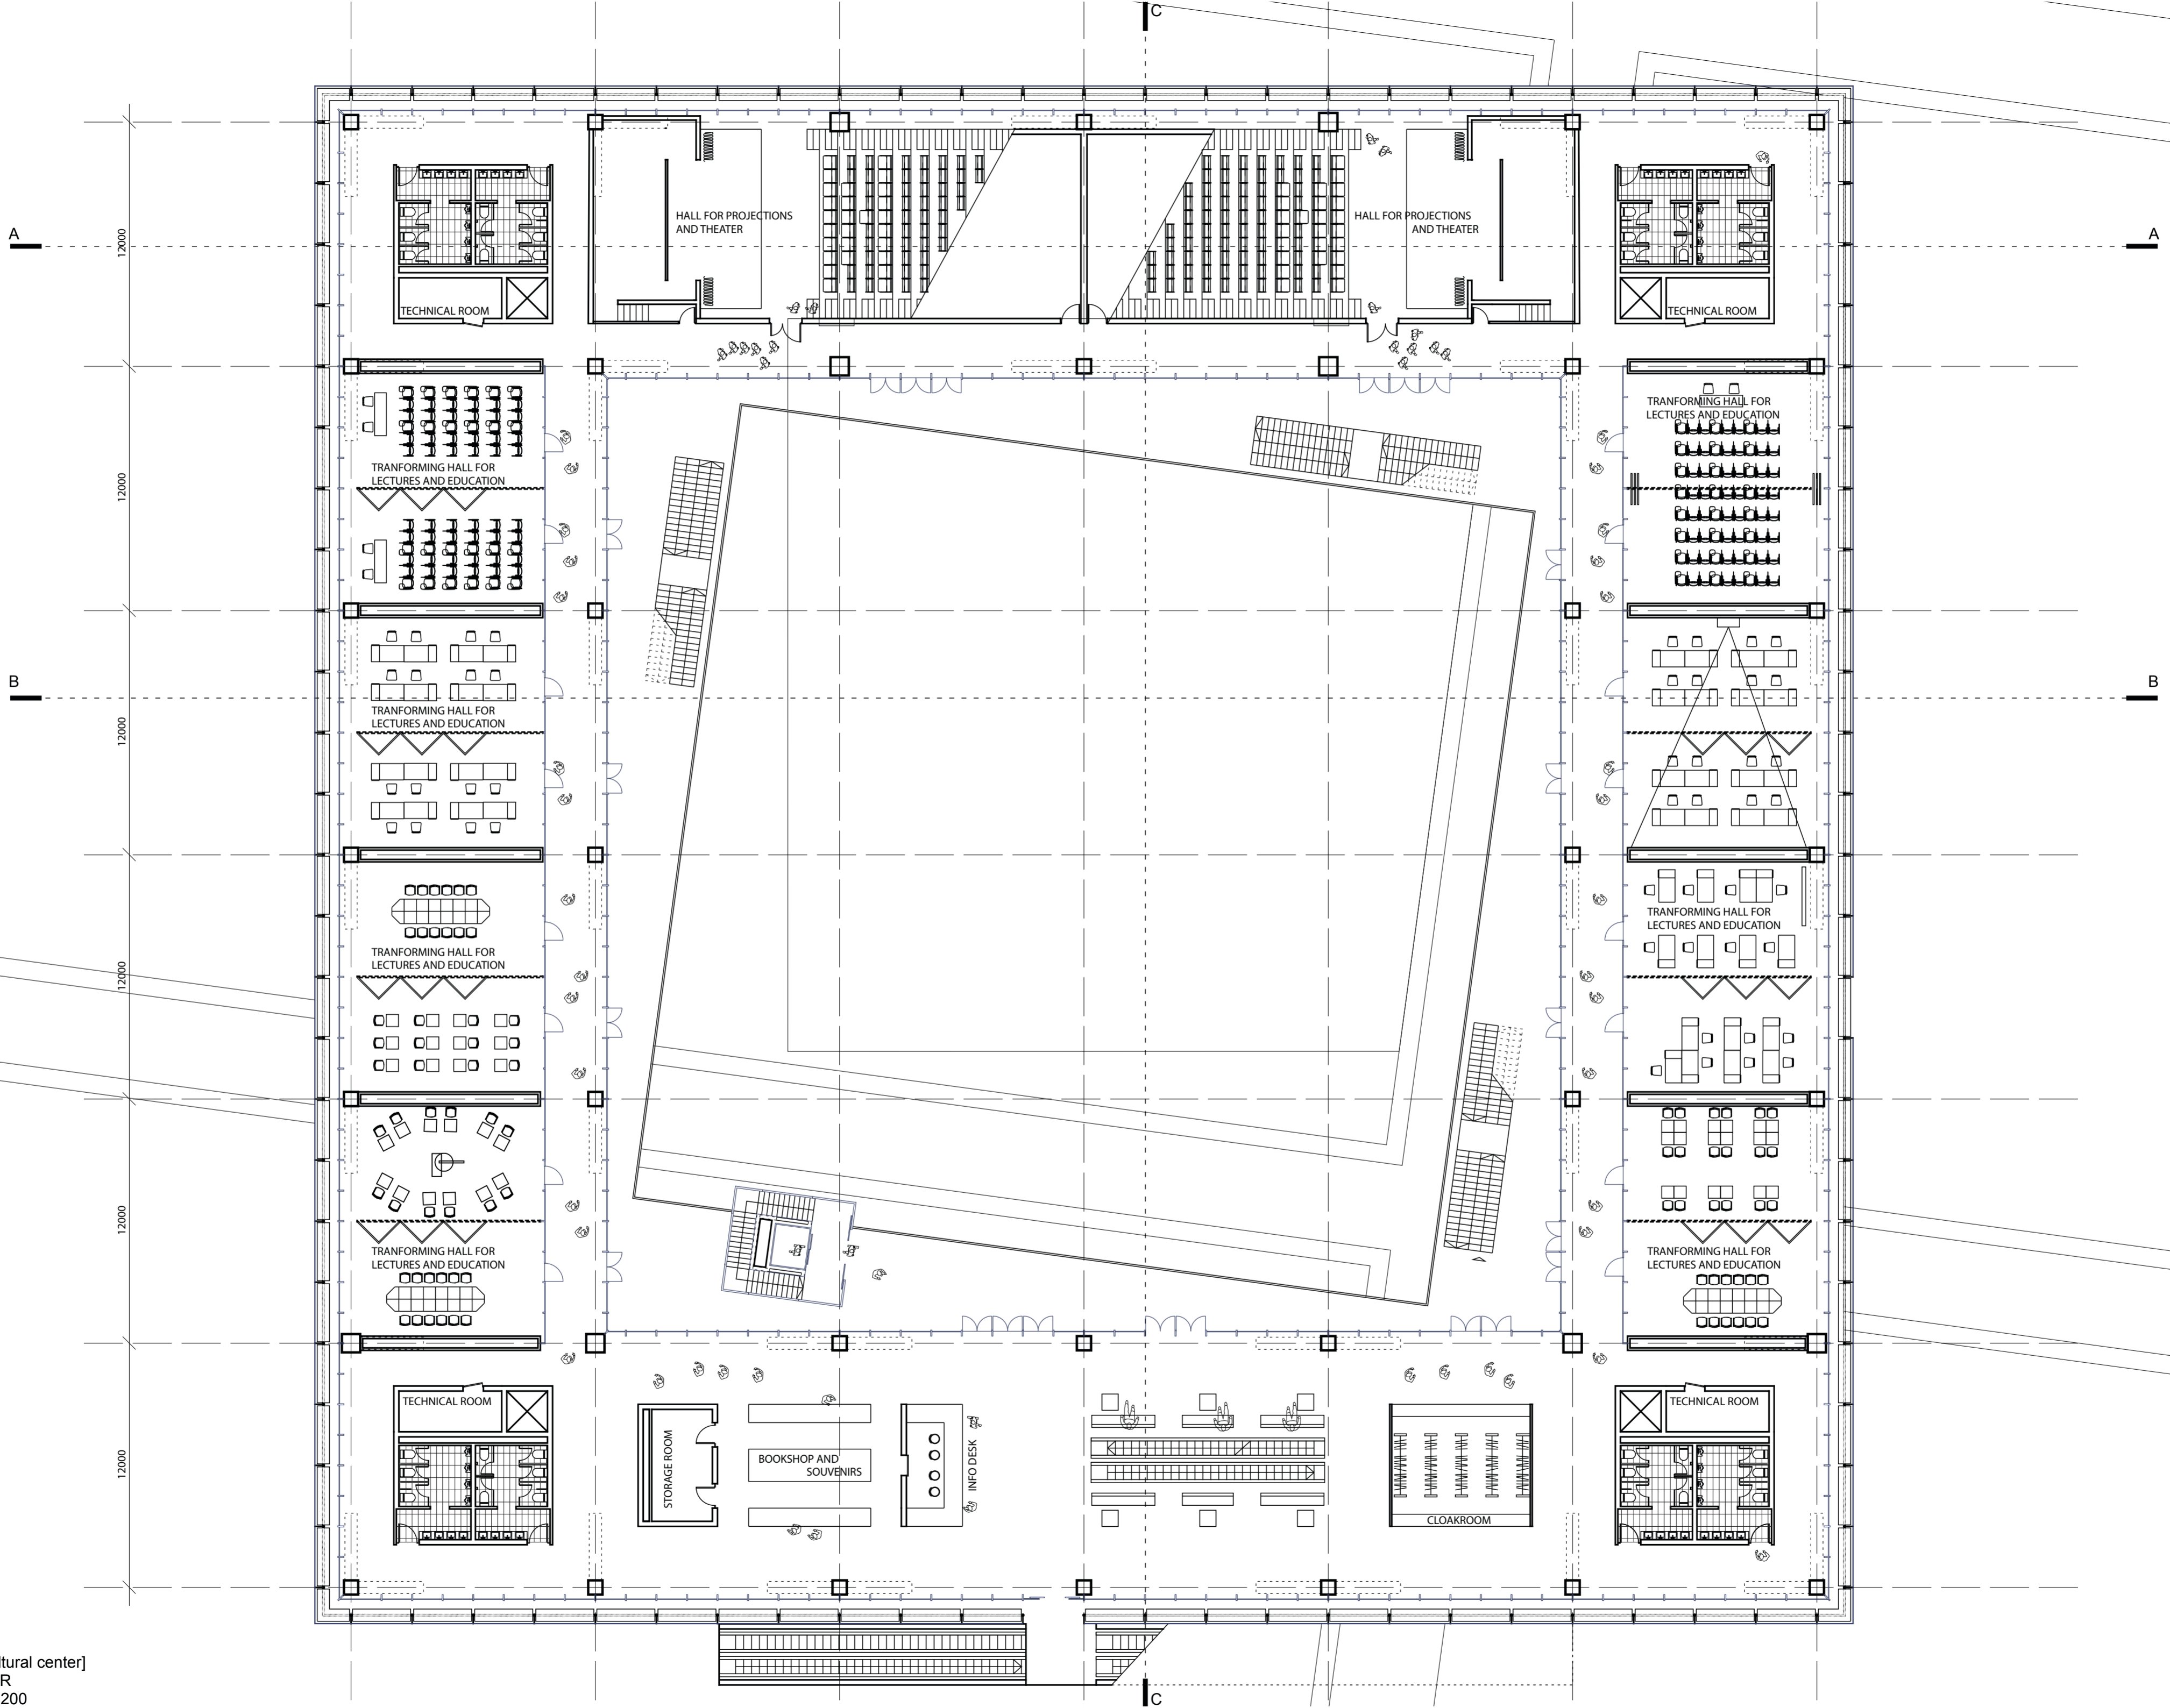 C
HALL FOR PROJECTIONS
AND THEATER
HALL FOR PROJECTIONS
AND THEATER
A
A
12000
TECHNICAL ROOM
TECHNICAL ROOM
TRANFORMING HALL FOR
LECTURES AND EDUCATION
TRANFORMING HALL FOR
LECTURES AND EDUCATION
12000
B
B
TRANFORMING HALL FOR
LECTURES AND EDUCATION
12000
TRANFORMING HALL FOR
LECTURES AND EDUCATION
TRANFORMING HALL FOR
LECTURES AND EDUCATION
12000
12000
TRANFORMING HALL FOR
LECTURES AND EDUCATION
TRANFORMING HALL FOR
LECTURES AND EDUCATION
TECHNICAL ROOM
TECHNICAL ROOM
12000
STORAGE ROOM
BOOKSHOP AND
SOUVENIRS
INFO DESK
CLOAKROOM
tural center]
R
200
C